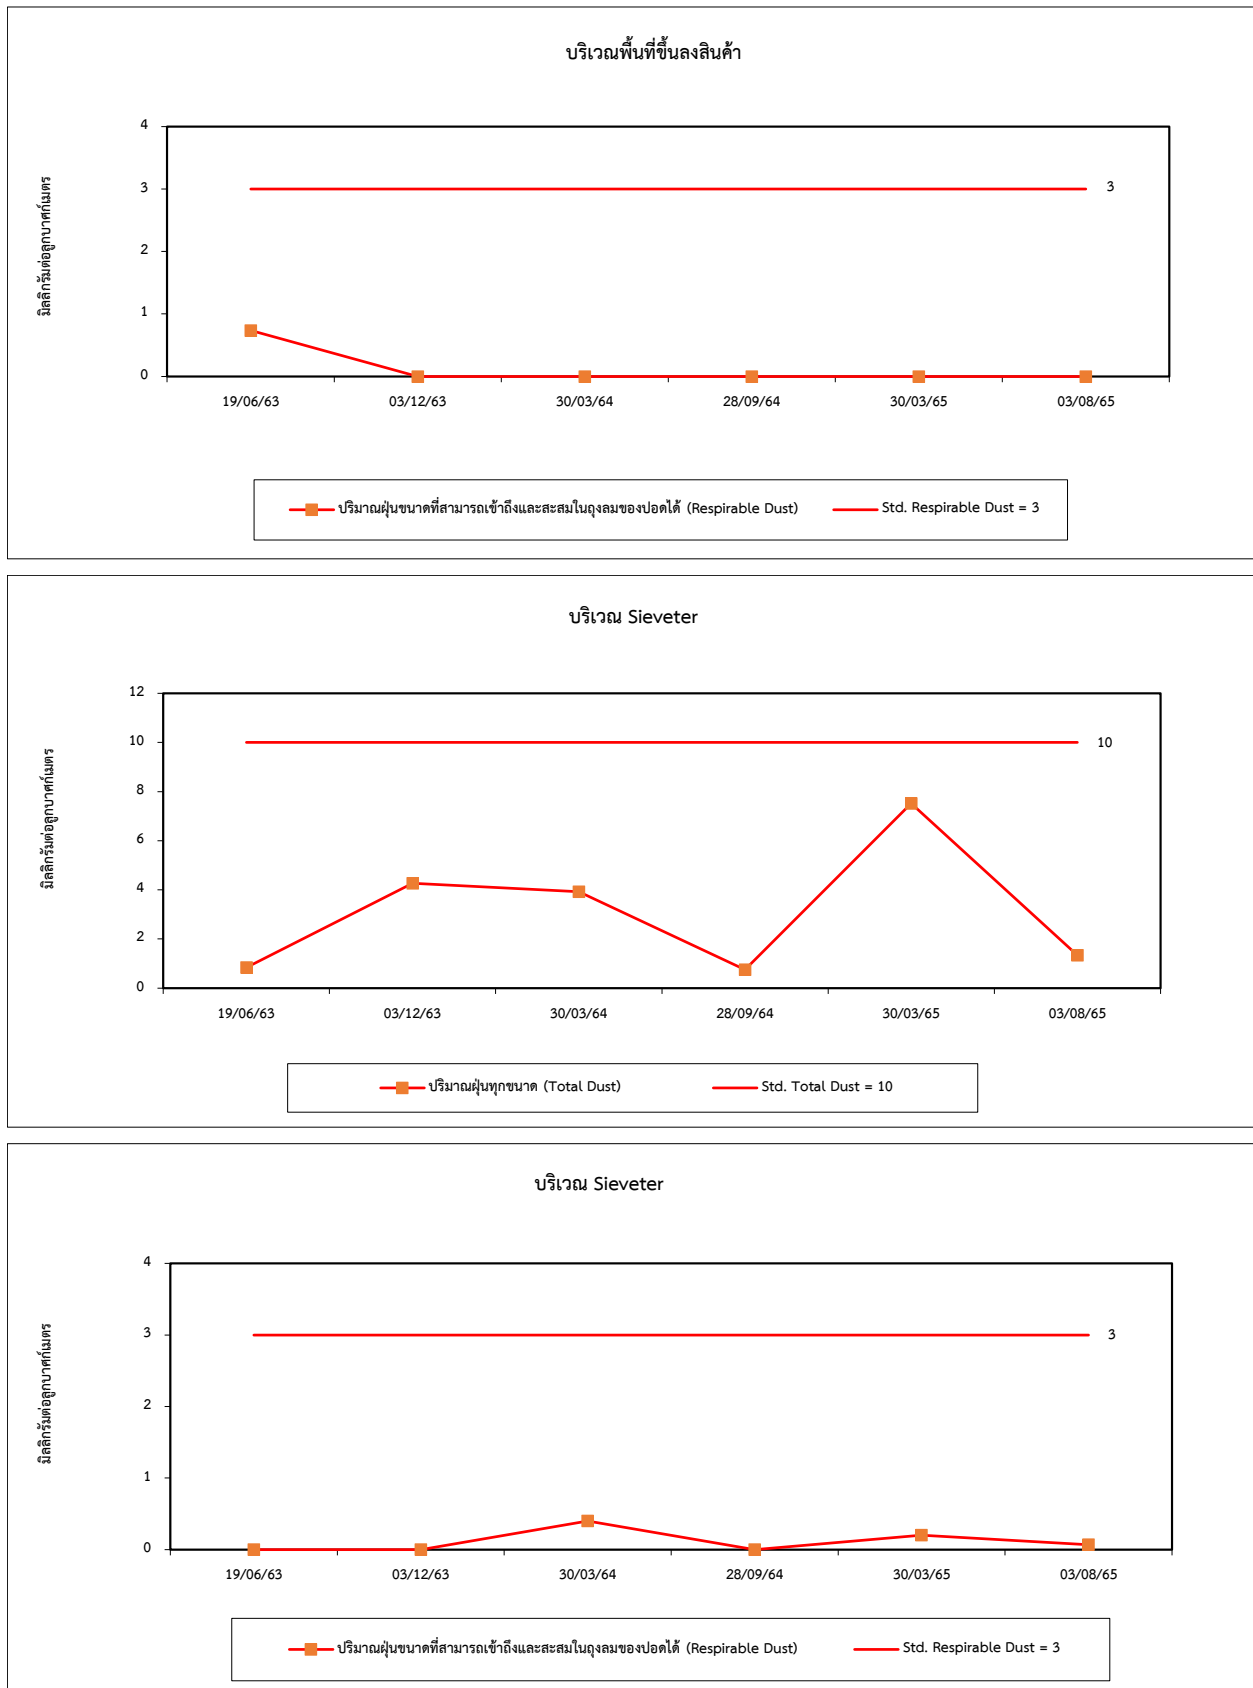 บริเวณพื้นที่ขึ้นลงสินค้า
มิลลิกรัมต่อลูกบาศก์เมตร
4
3
2
1
0
3
19/06/63 03/12/63 30/03/64 28/09/64 30/03/65 03/08/65
ปริมาณฝุ่นขนาดที่สามารถเข้าถึงและสะสมในถุงลมของปอดได้ (Respirable Dust) Std. Respirable Dust = 3
บริเวณ Sieveter
มิลลิกรัมต่อลูกบาศก์เมตร
12
10
8
6
4
2
0
10
19/06/63 03/12/63 30/03/64 28/09/64 30/03/65 03/08/65
ปริมาณฝุ่นทุกขนาด (Total Dust) Std. Total Dust = 10
บริเวณ Sieveter
มิลลิกรัมต่อลูกบาศก์เมตร
4
3
2
1
0
3
19/06/63 03/12/63 30/03/64 28/09/64 30/03/65 03/08/65
ปริมาณฝุ่นขนาดที่สามารถเข้าถึงและสะสมในถุงลมของปอดได้ (Respirable Dust) Std. Respirable Dust = 3